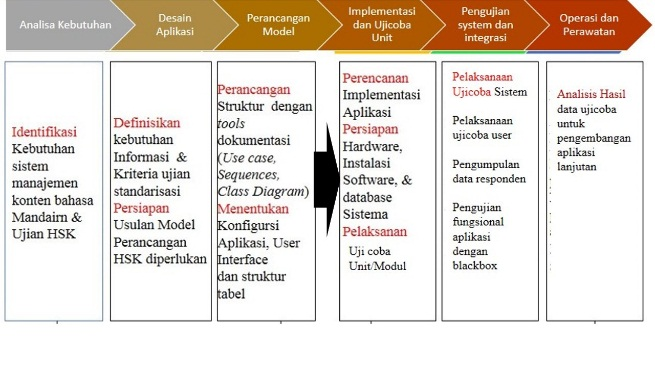 Analisa Kebutuhan
Desain
Aplikasi
Perancangan
Model
Implementasi
dan Ujicoba
Unit
Pengujian
system dan
integrasi
Operasi dan
Perawatan
Identifikasi
Kebutuhan
sistem
manajemen
konten bahasa
Mandairn &
Ujian HSK
Definisikan
kebutuhan
Informasi &
Kriteria ujian
standarisasi
Persiapan
Usulan Model
Perancangan
HSK diperlukan
Perancangan
Struktur dengan
tools
dokumentasi
(Use case,
Sequences,
Class Diagram)
Menentukan
Konfigursi
Aplikasi, User
Interface
dan struktur
tabel
Perencanan
Implementasi
Aplikasi
Persiapan
Hardware,
Instalasi
Software, &
database
Sistema
Pelaksanan
Uji coba
Unit/Modul
Pelaksanaan
Ujicoba Sistem
Pelaksanaan
ujicoba user
Pengumpulan
data responden
Pengujian
fungsional
aplikasi
dengan
blackbox
Analisis Hasil
data ujicoba
untuk
pengembangan
aplikasi
lanjutan